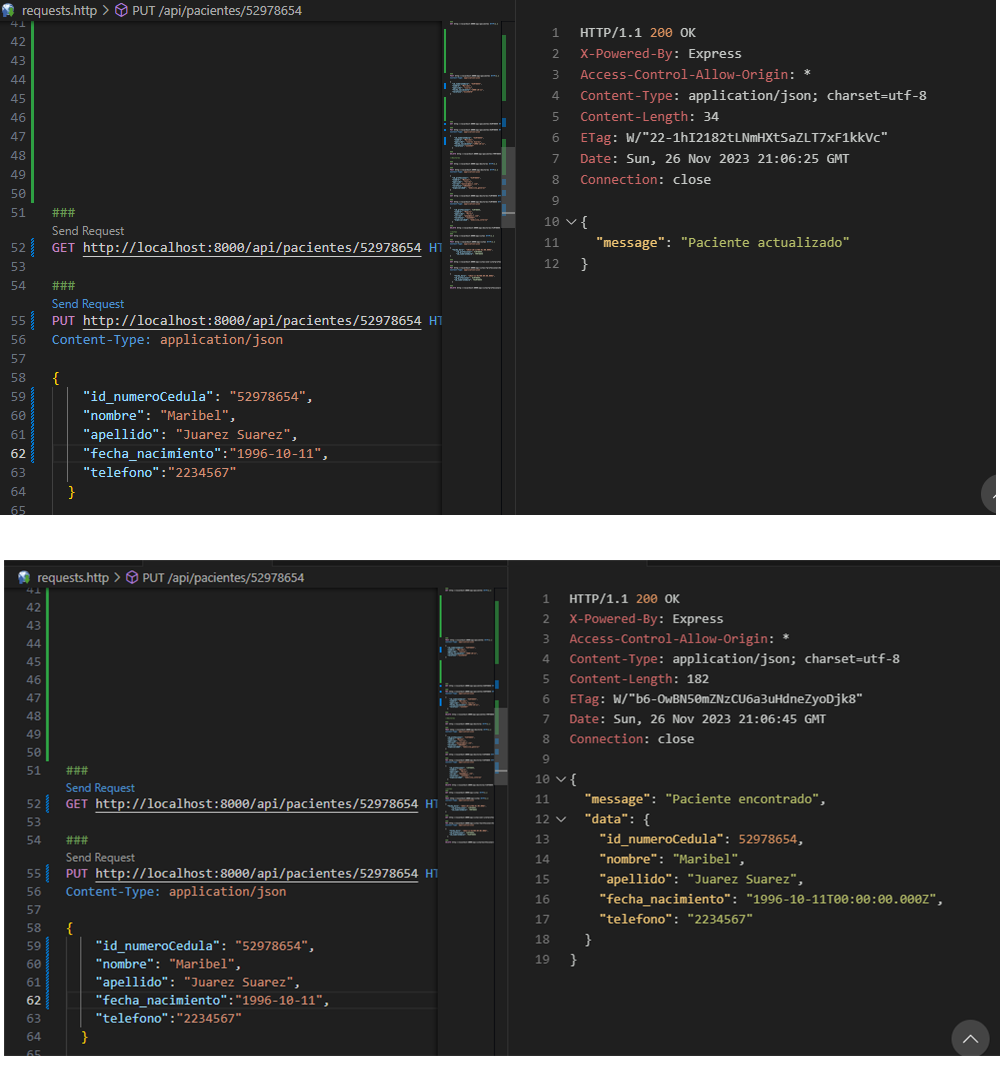 requests.http > PUT /api/pacientes/52978654
41
42
43
44
45
46
47
48
49
50
51 ###
Send Request
52 GET http://localhost:8000/api/pacientes/52978654 HT
53
54 ###
Send Request
55 PUT http://localhost:8000/api/pacientes/52978654 HT
56 Content-Type: application/json
57
58 {
59 "id_numeroCedula": "52978654",
60 "nombre": "Maribel",
61 "apellido": "Juarez Suarez",
62 "fecha_nacimiento":"1996-10-11",
63 "telefono":"2234567"
64 }
65
1 HTTP/1.1 200 OK
2 X-Powered-By: Express
3 Access-Control-Allow-Origin: *
4 Content-Type: application/json; charset=utf-8
5 Content-Length: 34
6 ETag: W/"22-1hI2182tLNmHXtSaZLT7xF1kkVc"
7 Date: Sun, 26 Nov 2023 21:06:25 GMT
8 Connection: close
9
10 {
11 "message": "Paciente actualizado"
12 }
requests.http > PUT /api/pacientes/52978654
41
42
43
44
45
46
47
48
49
50
51 ###
Send Request
52 GET http://localhost:8000/api/pacientes/52978654 HT
53
54 ###
Send Request
55 PUT http://localhost:8000/api/pacientes/52978654 HT
56 Content-Type: application/json
57
58 {
59 "id_numeroCedula": "52978654",
60 "nombre": "Maribel",
61 "apellido": "Juarez Suarez",
62 "fecha_nacimiento":"1996-10-11",
63 "telefono":"2234567"
64 }
65
1 HTTP/1.1 200 OK
2 X-Powered-By: Express
3 Access-Control-Allow-Origin: *
4 Content-Type: application/json; charset=utf-8
5 Content-Length: 182
6 ETag: W/"b6-OwBN50mZNzCU6a3uHdneZyoDjk8"
7 Date: Sun, 26 Nov 2023 21:06:45 GMT
8 Connection: close
9
10 {
11 "message": "Paciente encontrado",
12 "data": {
13 "id_numeroCedula": 52978654,
14 "nombre": "Maribel",
15 "apellido": "Juarez Suarez",
16 "fecha_nacimiento": "1996-10-11T00:00:00.000Z",
17 "telefono": "2234567"
18 }
19 }